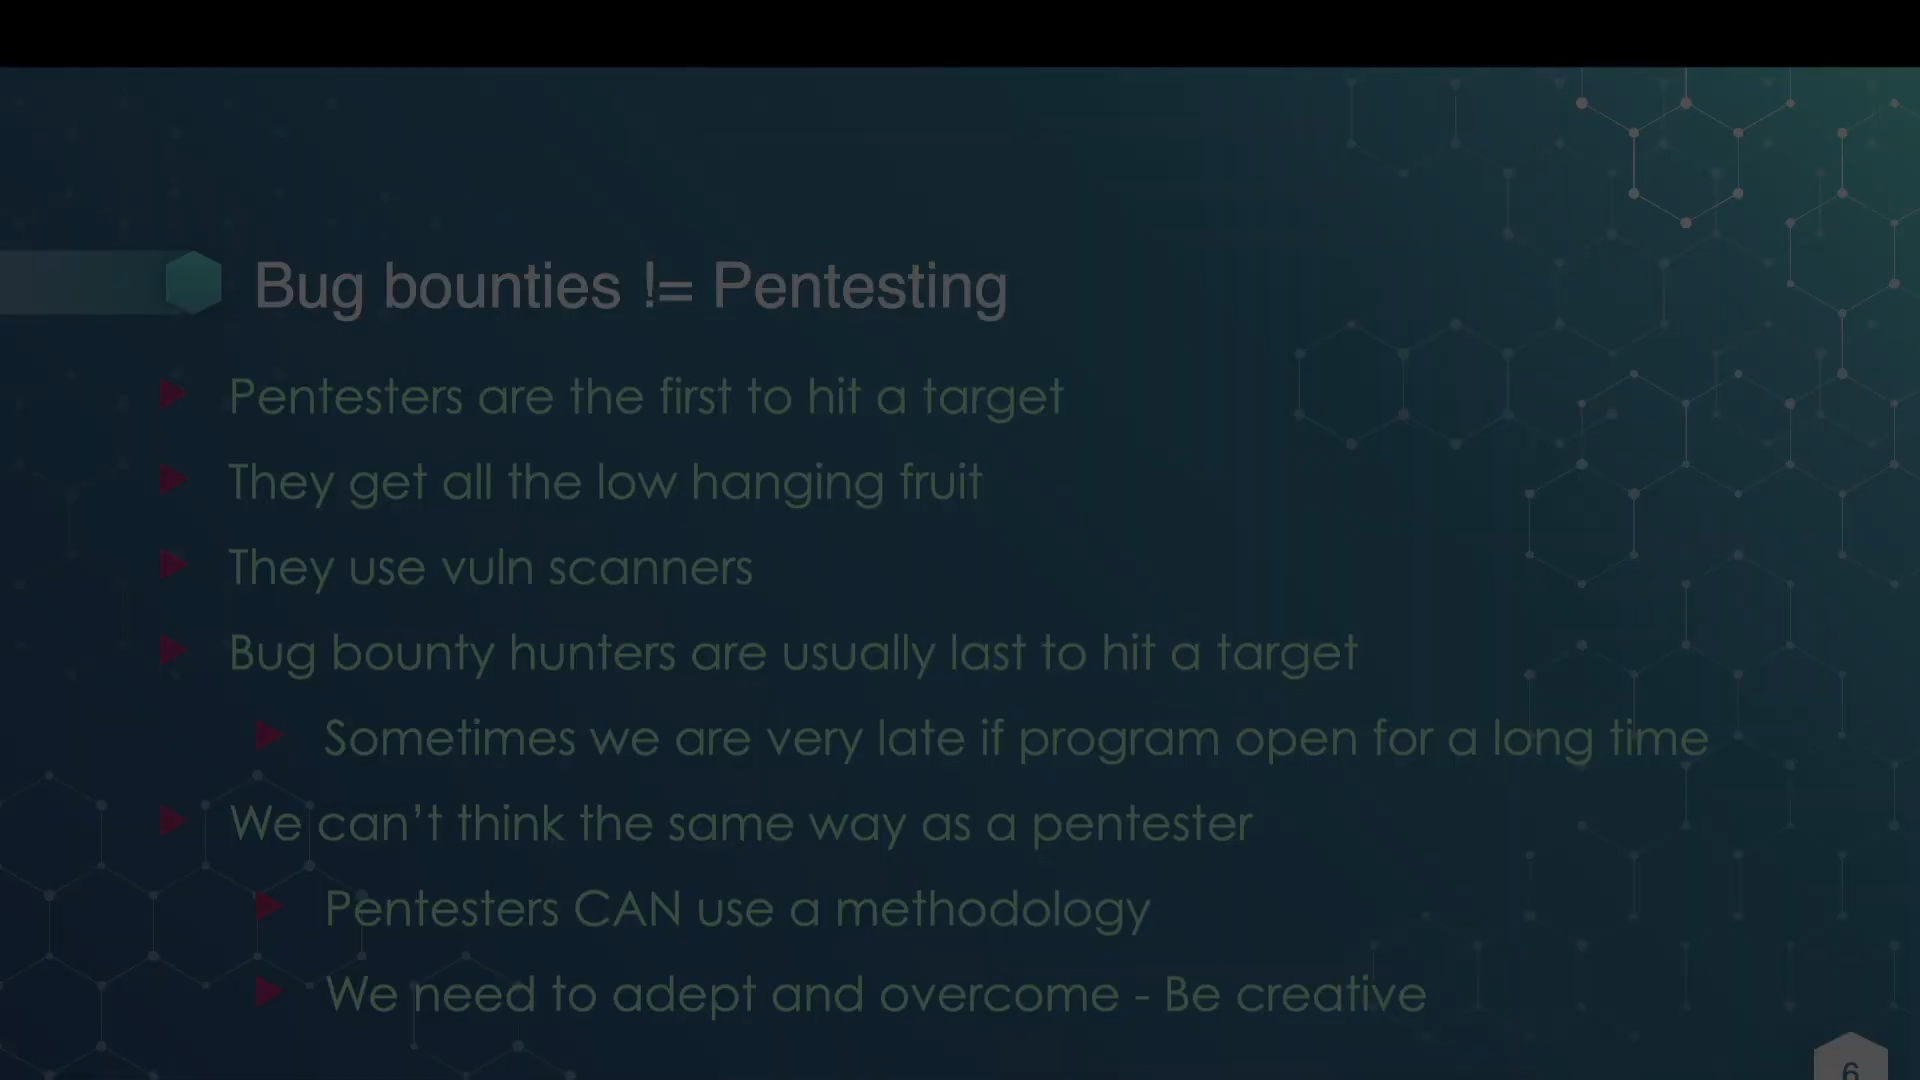 Bug bounties != Pentesting
Pentesters are the first to hit a target
They get all the low hanging fruit
They use vuln scanners
Bug bounty hunters are usually last to hit a target
Sometimes we are very late if program open for a long time
We can't think the same way as a pentester
Pentesters CAN use a methodology
We need to adept and overcome - Be creative
6